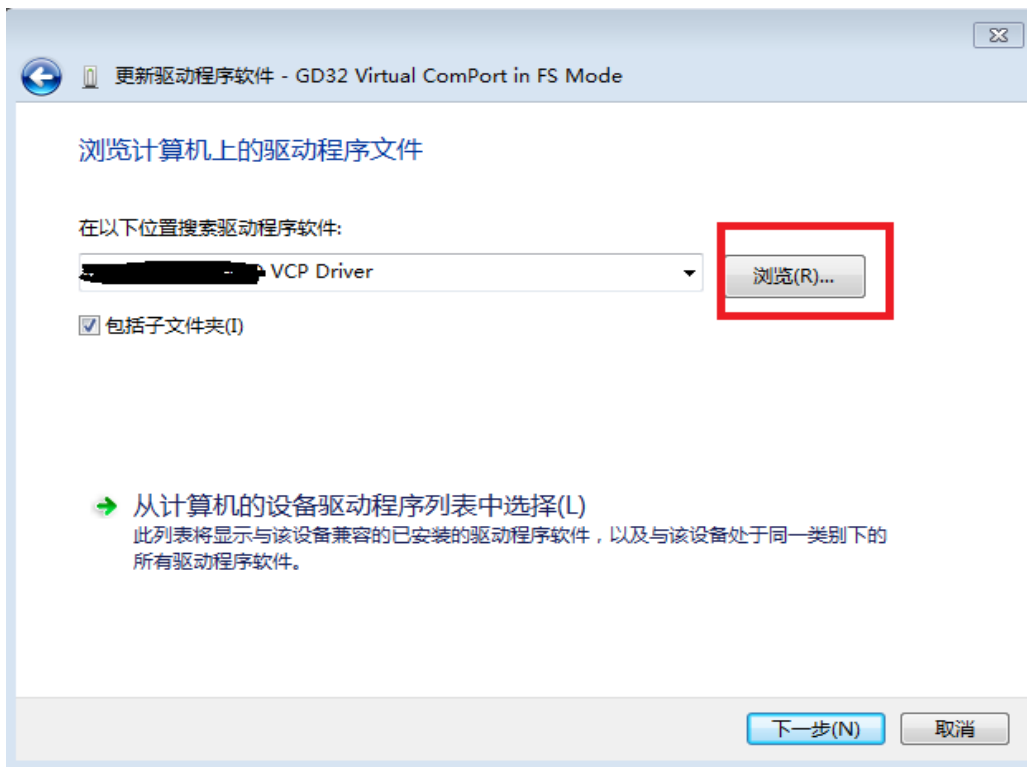 更新驱动程序软件 - GD32 Virtual ComPort in FS Mode
浏览计算机上的驱动程序文件
在以下位置搜索驱动程序软件:
VCP Driver
浏览(R)...
包括子文件夹(I)
从计算机的设备驱动程序列表中选择(L)
此列表将显示与该设备兼容的已安装的驱动程序软件，以及与该设备处于同一类别下的
所有驱动程序软件。
下一步(N)
取消